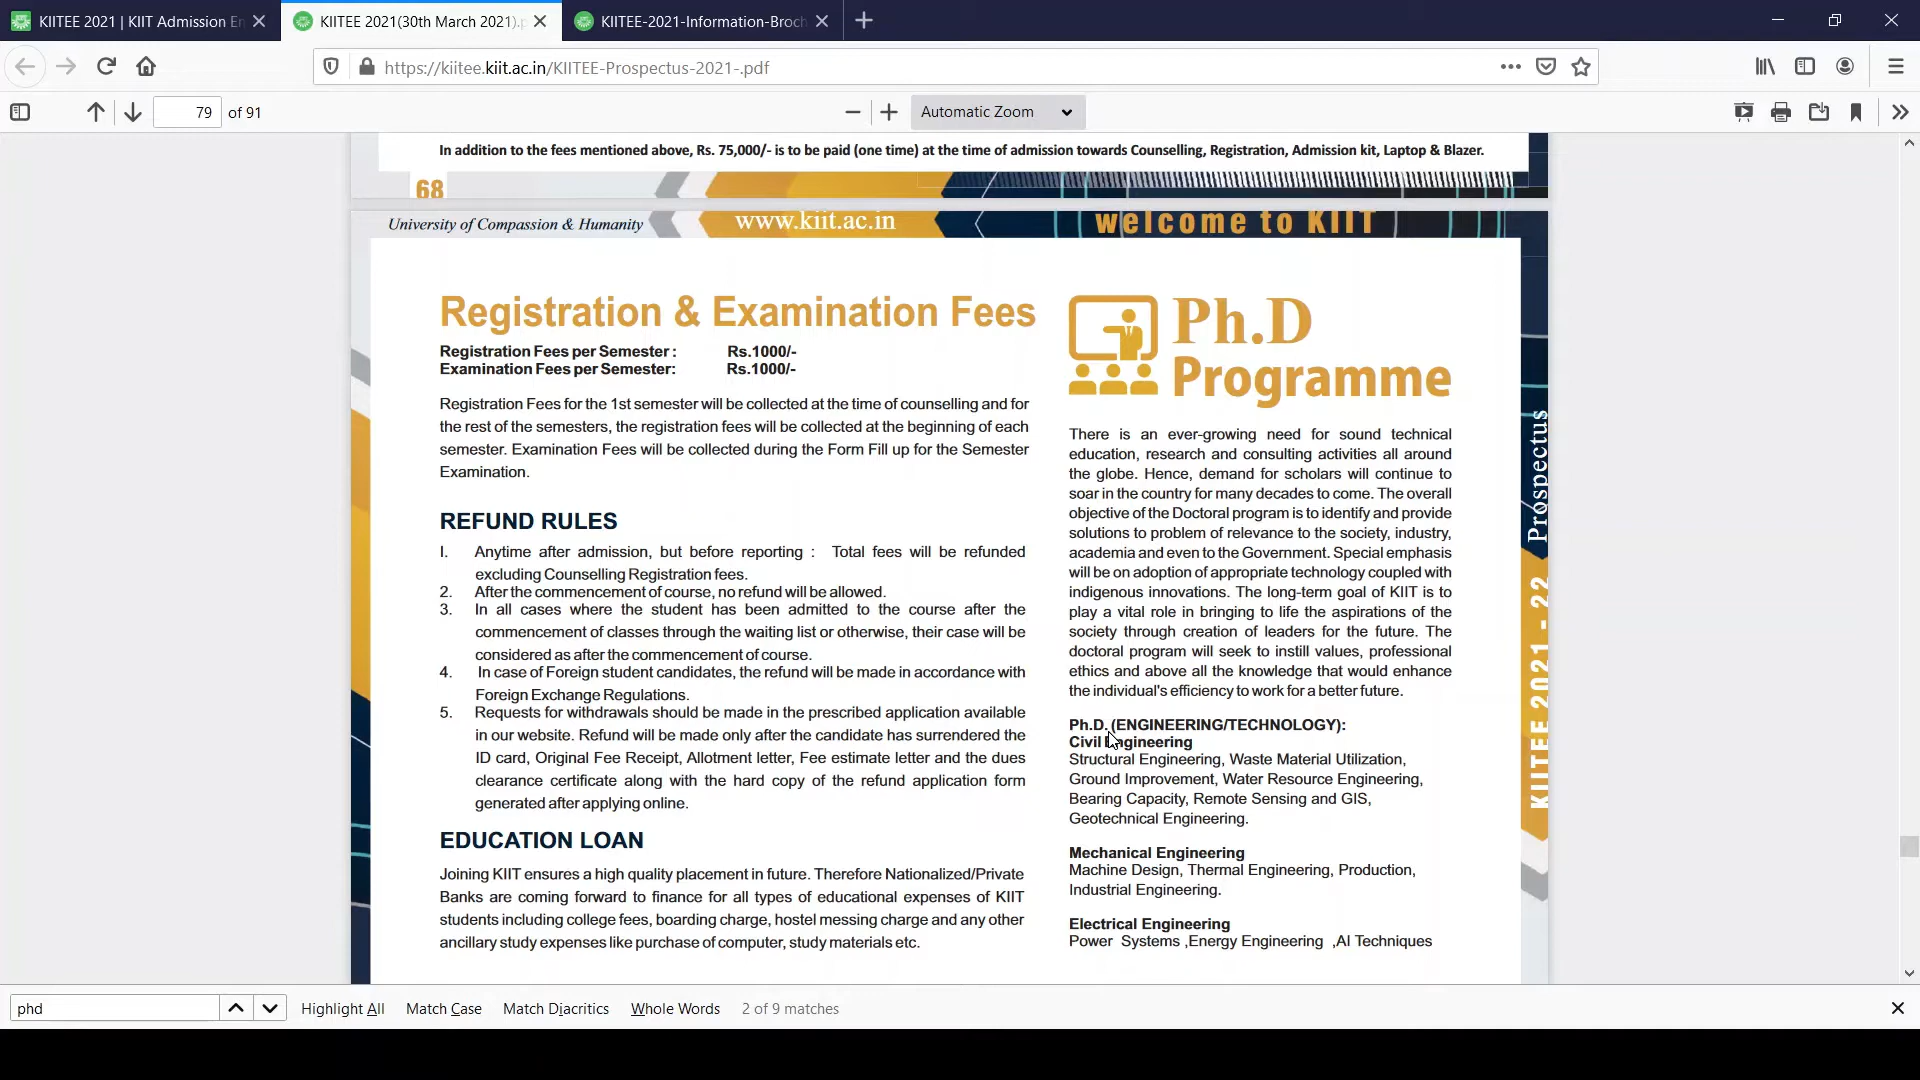 KIITEE 2021 | KIIT Admission En
KIITEE 2021(30th March 2021).p
KIITEE-2021-Information-Broch
https://kiitee.kiit.ac.in/KIITEE-Prospectus-2021-.pdf
79 of 91
Automatic Zoom
In addition to the fees mentioned above, Rs. 75,000/- is to be paid (one time) at the time of admission towards Counselling, Registration, Admission kit, Laptop & Blazer.
68
University of Compassion & Humanity
www.kiit.ac.in
welcome to KIIT
Registration & Examination Fees
Registration Fees per Semester : Rs.1000/-
Examination Fees per Semester: Rs.1000/-
Registration Fees for the 1st semester will be collected at the time of counselling and for
the rest of the semesters, the registration fees will be collected at the beginning of each
semester. Examination Fees will be collected during the Form Fill up for the Semester
Examination.
REFUND RULES
I. Anytime after admission, but before reporting : Total fees will be refunded
excluding Counselling Registration fees.
2. After the commencement of course, no refund will be allowed.
3. In all cases where the student has been admitted to the course after the
commencement of classes through the waiting list or otherwise, their case will be
considered as after the commencement of course.
4. In case of Foreign student candidates, the refund will be made in accordance with
Foreign Exchange Regulations.
5. Requests for withdrawals should be made in the prescribed application available
in our website. Refund will be made only after the candidate has surrendered the
ID card, Original Fee Receipt, Allotment letter, Fee estimate letter and the dues
clearance certificate along with the hard copy of the refund application form
generated after applying online.
EDUCATION LOAN
Joining KIIT ensures a high quality placement in future. Therefore Nationalized/Private
Banks are coming forward to finance for all types of educational expenses of KIIT
students including college fees, boarding charge, hostel messing charge and any other
ancillary study expenses like purchase of computer, study materials etc.
Ph.D
Programme
There is an ever-growing need for sound technical
education, research and consulting activities all around
the globe. Hence, demand for scholars will continue to
soar in the country for many decades to come. The overall
objective of the Doctoral program is to identify and provide
solutions to problem of relevance to the society, industry,
academia and even to the Government. Special emphasis
will be on adoption of appropriate technology coupled with
indigenous innovations. The long-term goal of KIIT is to
play a vital role in bringing to life the aspirations of the
society through creation of leaders for the future. The
doctoral program will seek to instill values, professional
ethics and above all the knowledge that would enhance
the individual's efficiency to work for a better future.
Ph.D. (ENGINEERING/TECHNOLOGY):
Civil Engineering
Structural Engineering, Waste Material Utilization,
Ground Improvement, Water Resource Engineering,
Bearing Capacity, Remote Sensing and GIS,
Geotechnical Engineering.
Mechanical Engineering
Machine Design, Thermal Engineering, Production,
Industrial Engineering.
Electrical Engineering
Power Systems ,Energy Engineering ,AI Techniques
KIITEE 2021 - 22 Prospectus
phd
Highlight All
Match Case
Match Diacritics
Whole Words
2 of 9 matches